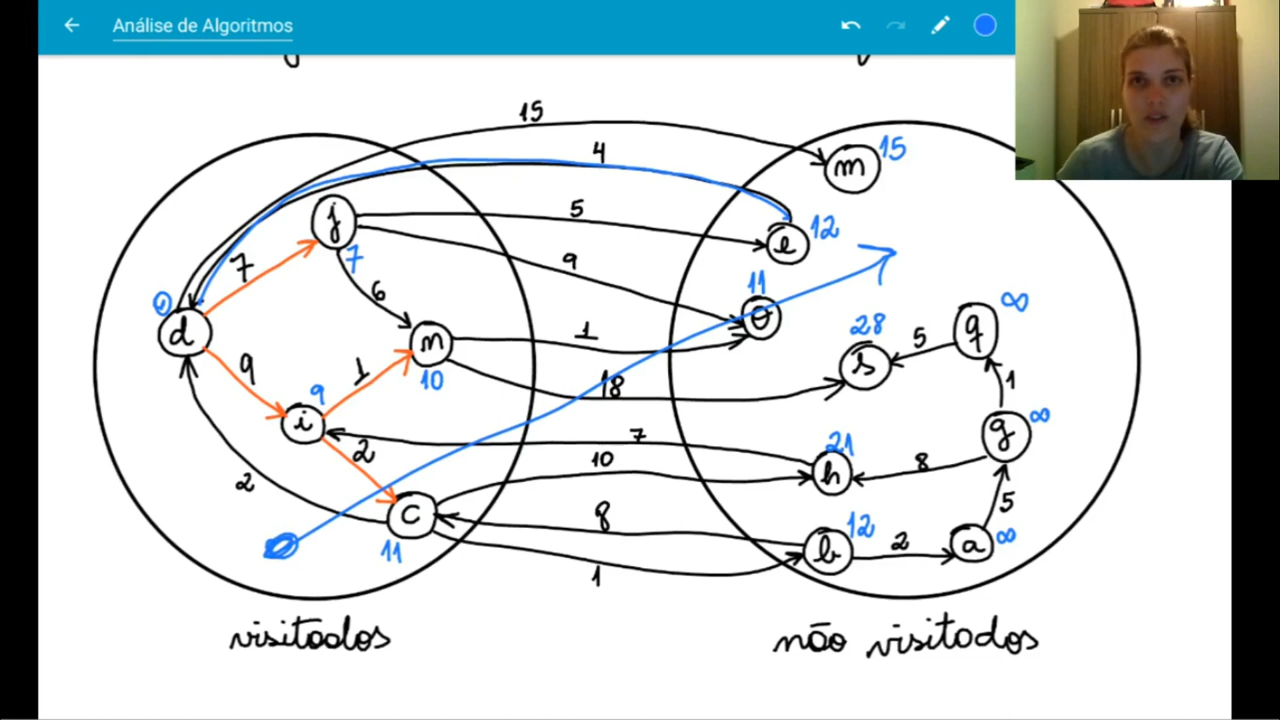 Análise de Algoritmos
15
m 15
4
5
j
e 12
7
7
9
11
6
0
d
o
28
s
5
q ∞
n
1
10
1
18
9
9
i
1
g ∞
7
2
21
h
8
10
2
c
11
8
5
12
b
2
a ∞
1
visitados
não visitados